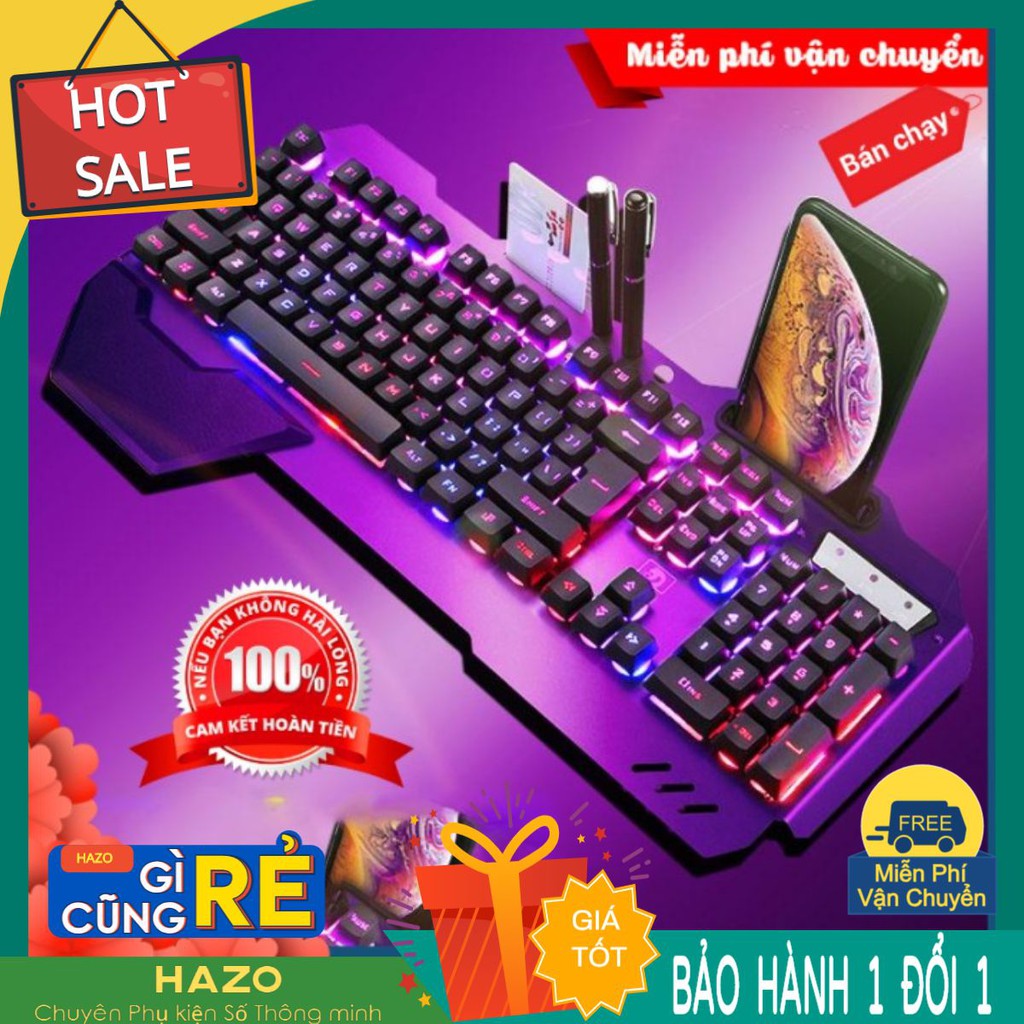 HOT
SALE
Miễn phí vận chuyển
Bán chạy
NẾU BẠN KHÔNG HÀI LÒNG
100%
CAM KẾT HOÀN TIỀN
FREE
Miễn Phí
Vận Chuyển
HAZO
GÌ
CŨNG
RẺ
GIÁ
TỐT
HAZO
Chuyên Phụ kiện Số Thông minh
BẢO HÀNH 1 ĐỔI 1